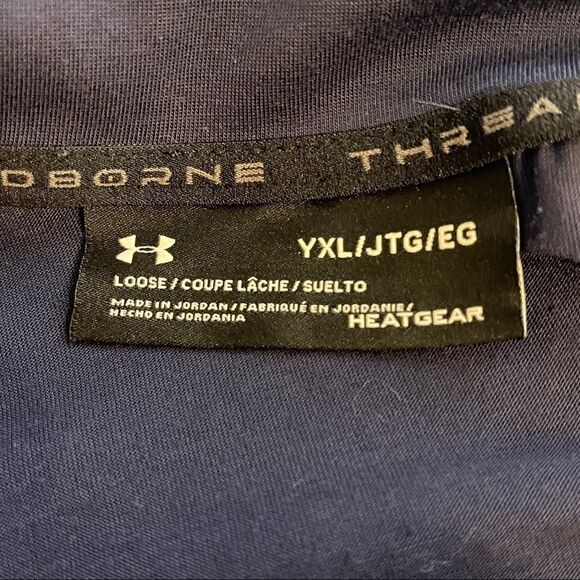 DBORNE THREA
YXL/JTG/EG
LOOSE / COUPE LÂCHE / SUELTO
MADE IN JORDAN / FABRIQUÉ EN JORDANIE/
HECHO EN JORDANIA
HEATGEAR